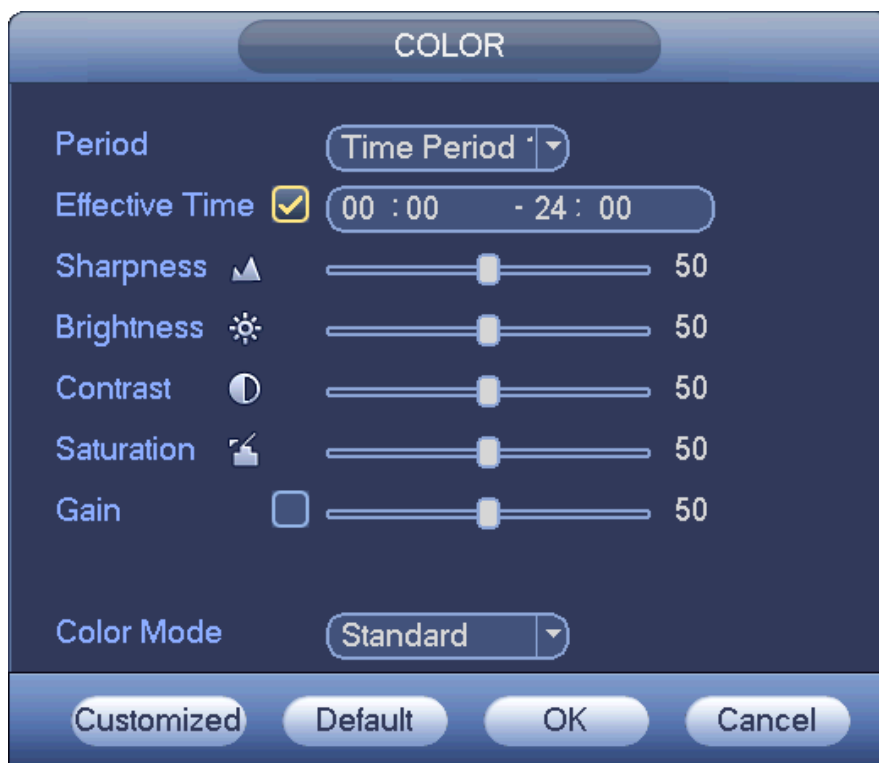 COLOR
Period Time Period
Effective Time 00 : 00 - 24 : 00
Sharpness 50
Brightness 50
Contrast 50
Saturation 50
Gain 50
Color Mode Standard
Customized Default OK Cancel